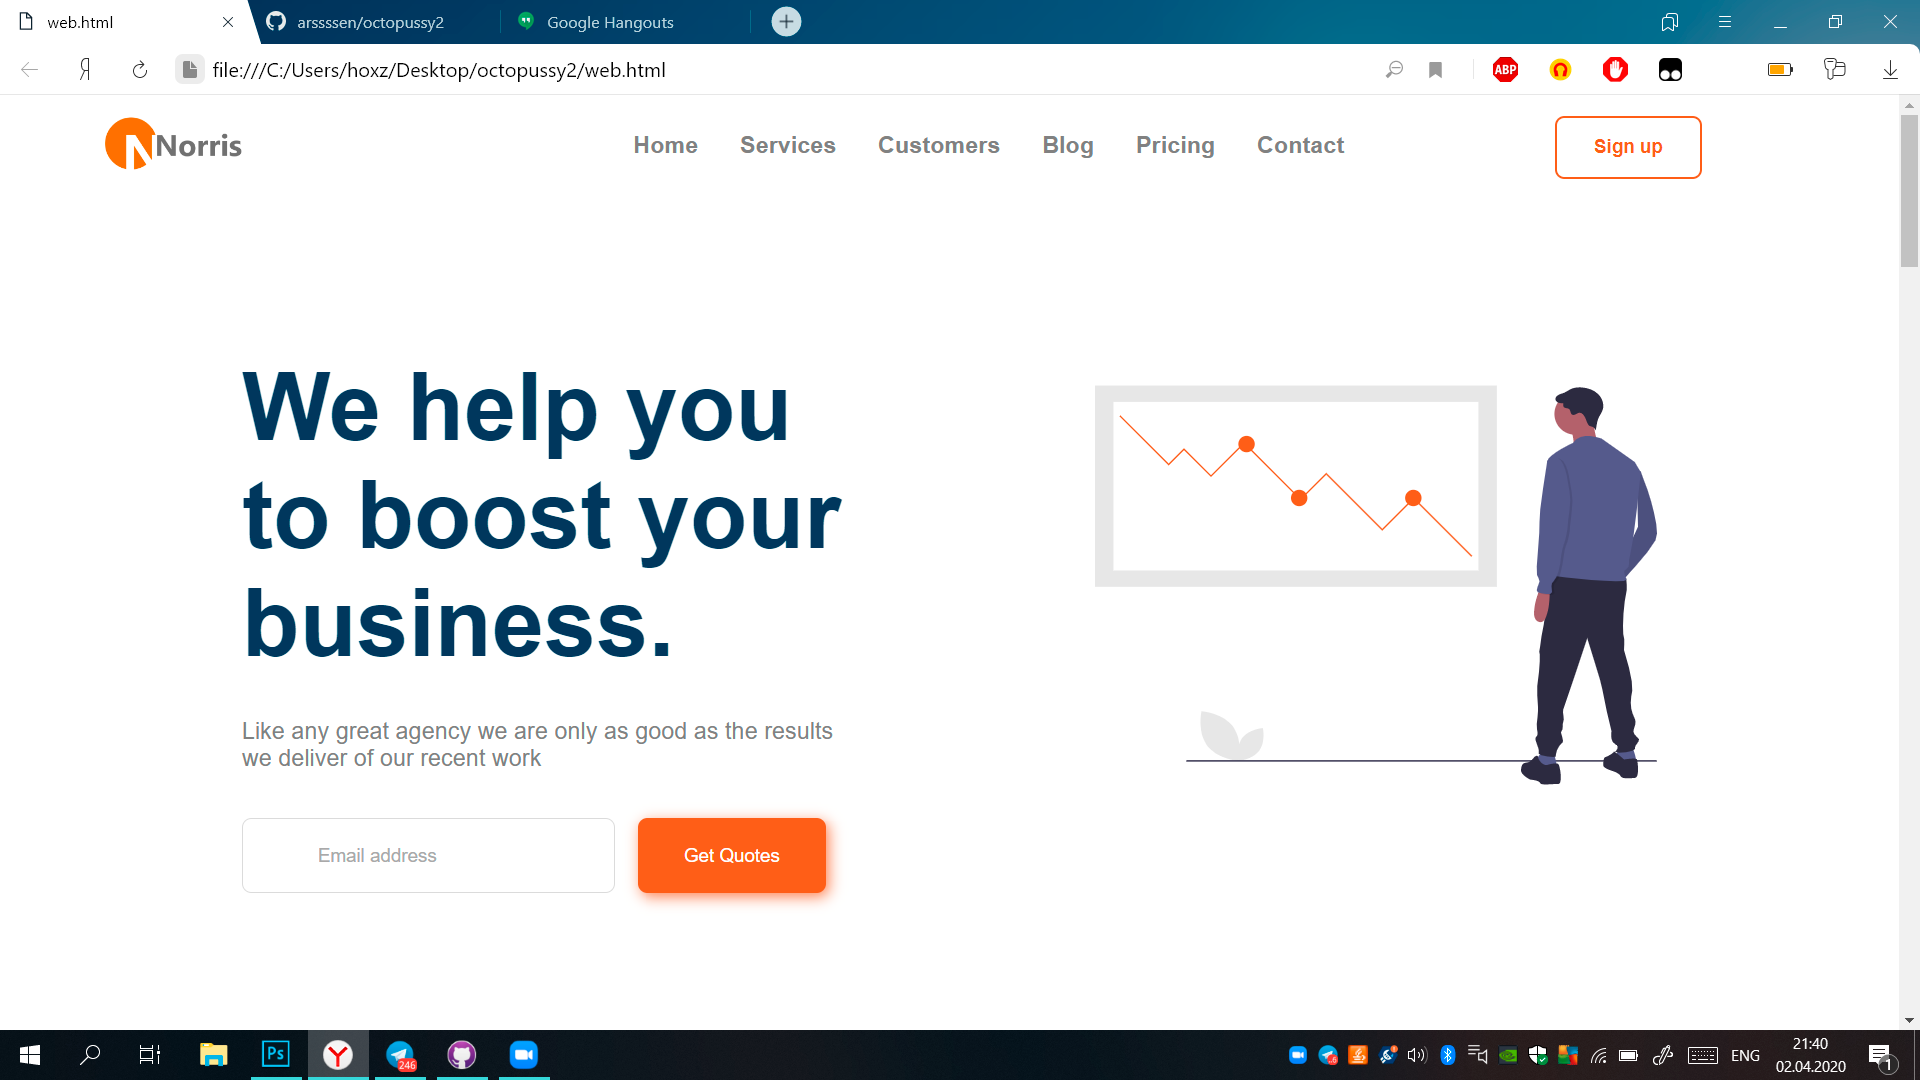 web.html
arssssen/octopussy2
Google Hangouts
file:///C:/Users/hoxz/Desktop/octopussy2/web.html
ABP
Norris
Home
Services
Customers
Blog
Pricing
Contact
Sign up
We help you
to boost your
business.
Like any great agency we are only as good as the results
we deliver of our recent work
Email address
Get Quotes
Ps
246
ENG
21:40
02.04.2020
1